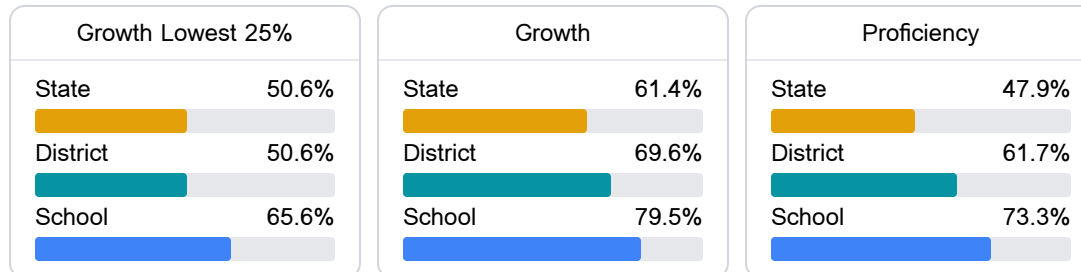 Growth Lowest 25%
State 50.6%
District 50.6%
School 65.6%
Growth
State 61.4%
District 69.6%
School 79.5%
Proficiency
State 47.9%
District 61.7%
School 73.3%